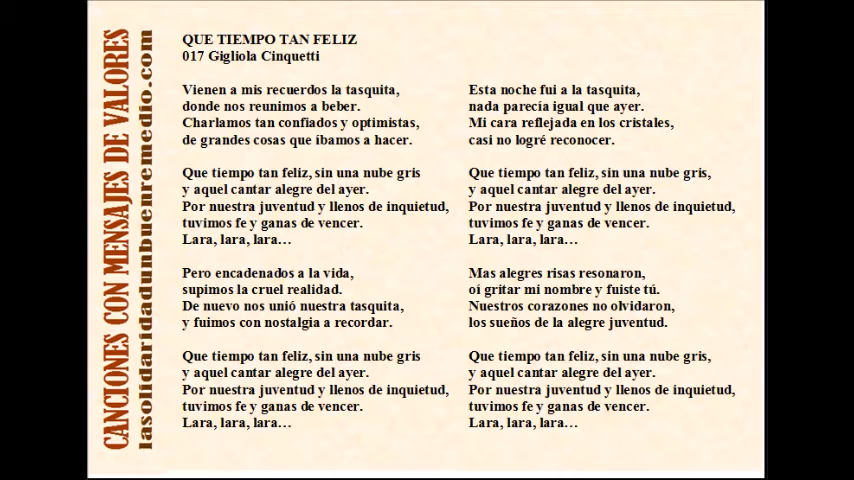 CANCIONES CON MENSAJES DE VALORES
lasolidaridadunbuenremedio.com
QUE TIEMPO TAN FELIZ
017 Gigliola Cinquetti
Vienen a mis recuerdos la tasquita,
donde nos reunimos a beber.
Charlamos tan confiados y optimistas,
de grandes cosas que íbamos a hacer.
Que tiempo tan feliz, sin una nube gris
y aquel cantar alegre del ayer.
Por nuestra juventud y llenos de inquietud,
tuvimos fe y ganas de vencer.
Lara, lara, lara…
Pero encadenados a la vida,
supimos la cruel realidad.
De nuevo nos unió nuestra tasquita,
y fuimos con nostalgia a recordar.
Que tiempo tan feliz, sin una nube gris
y aquel cantar alegre del ayer.
Por nuestra juventud y llenos de inquietud,
tuvimos fe y ganas de vencer.
Lara, lara, lara…
Esta noche fui a la tasquita,
nada parecía igual que ayer.
Mi cara reflejada en los cristales,
casi no logré reconocer.
Que tiempo tan feliz, sin una nube gris,
y aquel cantar alegre del ayer.
Por nuestra juventud y llenos de inquietud,
tuvimos fe y ganas de vencer.
Lara, lara, lara…
Mas alegres risas resonaron,
oi gritar mi nombre y fuiste tú.
Nuestros corazones no olvidaron,
los sueños de la alegre juventud.
Que tiempo tan feliz, sin una nube gris,
y aquel cantar alegre del ayer.
Por nuestra juventud y llenos de inquietud,
tuvimos fe y ganas de vencer.
Lara, lara, lara…